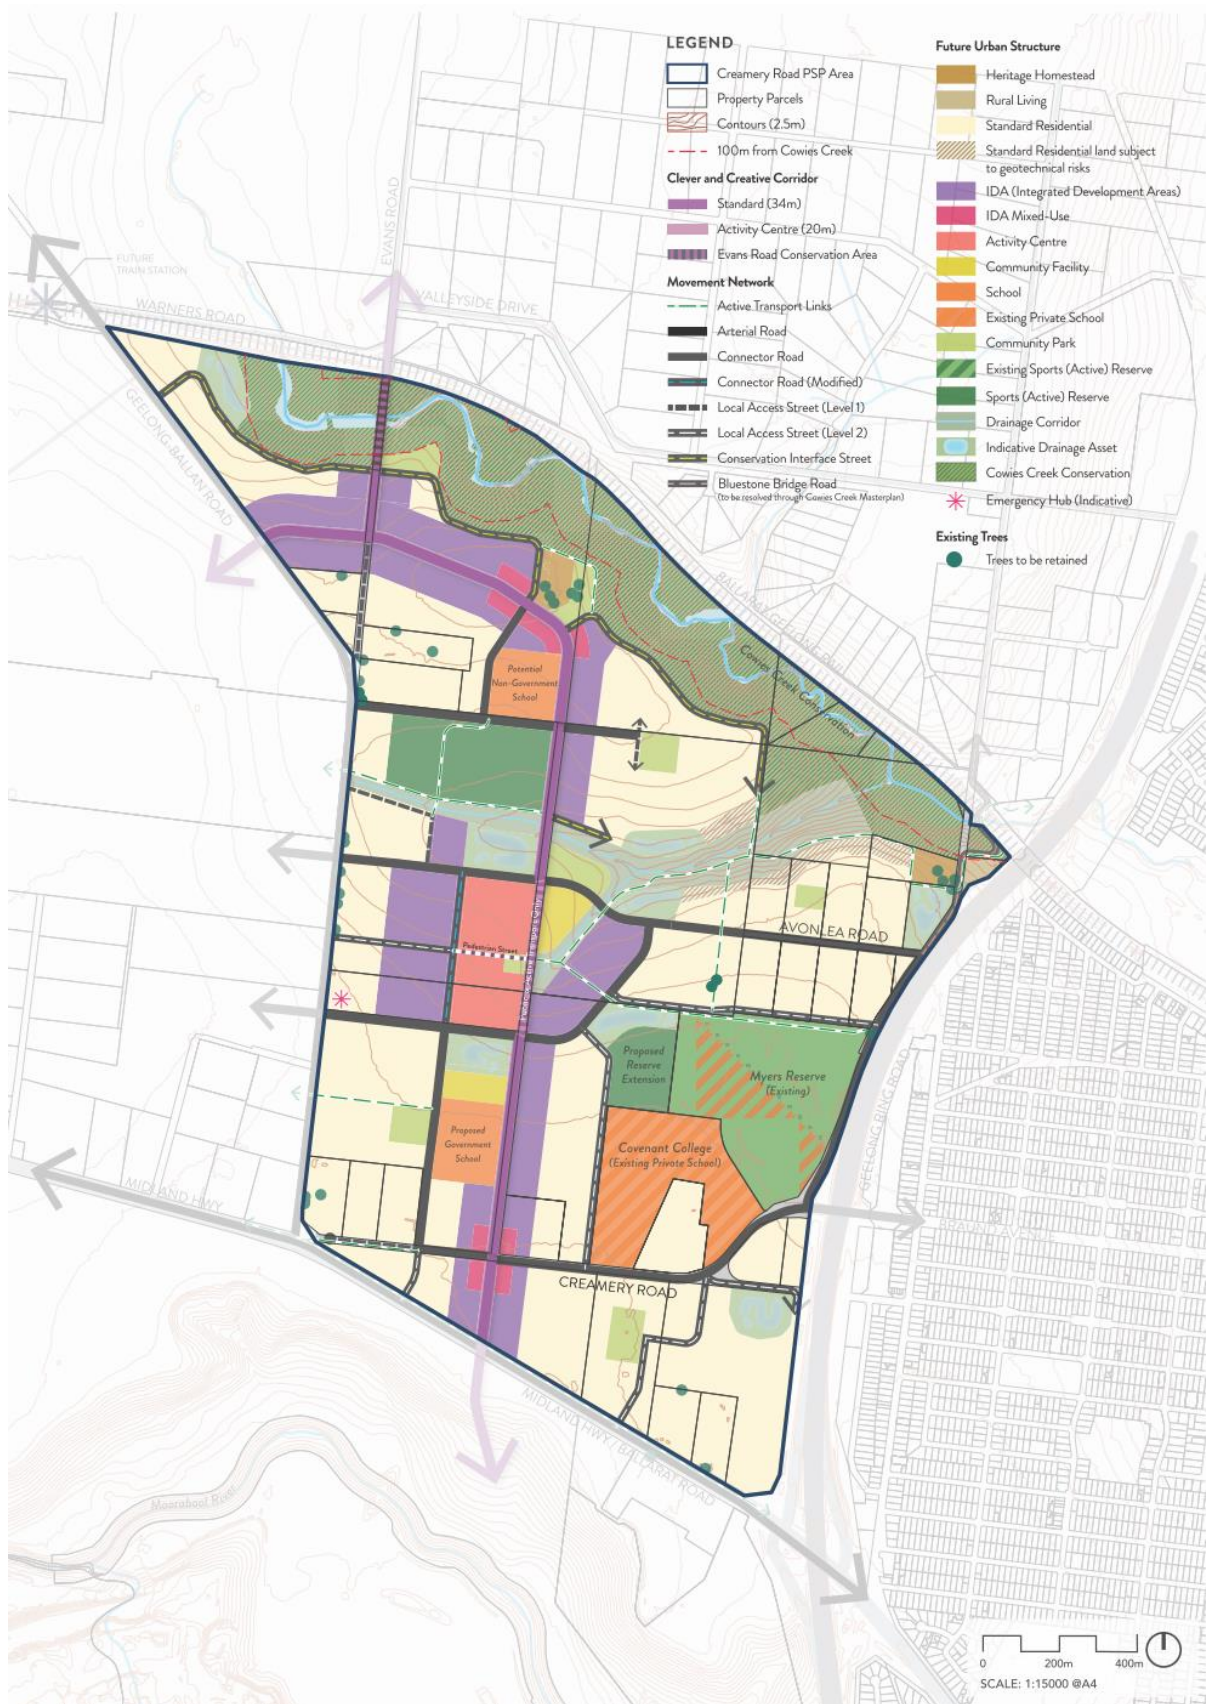 LEGEND
Creamery Road PSP Area
Property Parcels
Contours (2.5m)
100m from Cowies Creek
Clever and Creative Corridor
Standard (34m)
Activity Centre (20m)
Evans Road Conservation Area
Movement Network
Active Transport Links
Arterial Road
Connector Road
Connector Road (Modified)
Local Access Street (Level 1)
Local Access Street (Level 2)
Conservation Interface Street
Bluestone Bridge Road
(to be resolved through Cowies Creek Masterplan)
Future Urban Structure
Heritage Homestead
Rural Living
Standard Residential
Standard Residential land subject
to geotechnical risks
IDA (Integrated Development Areas)
IDA Mixed-Use
Activity Centre
Community Facility
School
Existing Private School
Community Park
Existing Sports (Active) Reserve
Sports (Active) Reserve
Drainage Corridor
Indicative Drainage Asset
Cowies Creek Conservation
Emergency Hub (Indicative)
Existing Trees
Trees to be retained
EVANS ROAD
FUTURE
TRAIN STATION
WARNERS ROAD
VALLEYSIDE DRIVE
GEELONG BALLAN ROAD
Cowies Creek Conservation
Potential
Non-Government
School
AVONLEA ROAD
Pedestrian Street
Proposed
Reserve
Extension
Myers Reserve
(Existing)
Covenant College
(Existing Private School)
Proposed
Government
School
GEELONG RING ROAD
MIDLAND HWY
CREAMERY ROAD
MIDLAND HWY / BALLARAT ROAD
Moorabool River
0 200m 400m
SCALE: 1:15000 @A4